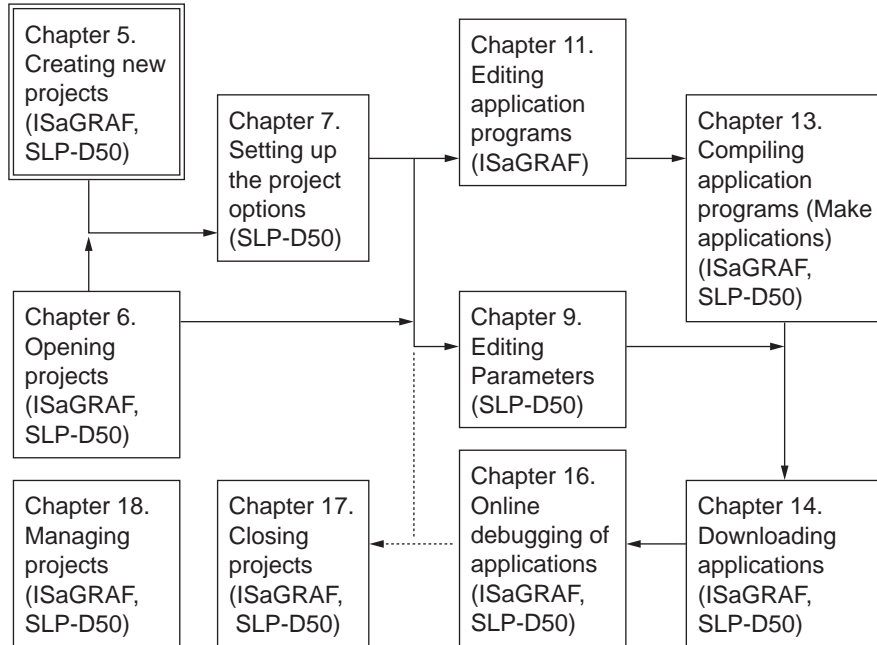 Chapter 5.
Creating new
projects
(ISaGRAF,
SLP-D50)
Chapter 7.
Setting up
the project
options
(SLP-D50)
Chapter 11.
Editing
application
programs
(ISaGRAF)
Chapter 13.
Compiling
application
programs (Make
applications)
(ISaGRAF,
SLP-D50)
Chapter 6.
Opening
projects
(ISaGRAF,
SLP-D50)
Chapter 9.
Editing
Parameters
(SLP-D50)
Chapter 18.
Managing
projects
(ISaGRAF,
SLP-D50)
Chapter 17.
Closing
projects
(ISaGRAF,
SLP-D50)
Chapter 16.
Online
debugging of
applications
(ISaGRAF,
SLP-D50)
Chapter 14.
Downloading
applications
(ISaGRAF,
SLP-D50)